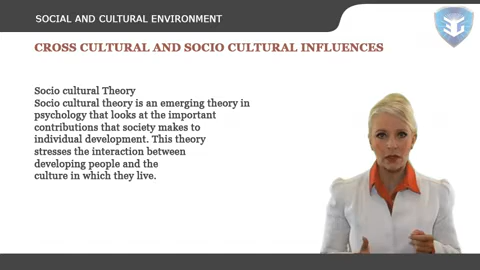 SOCIAL AND CULTURAL ENVIRONMENT
CROSS CULTURAL AND SOCIO CULTURAL INFLUENCES
Socio cultural Theory
Socio cultural theory is an emerging theory in
psychology that looks at the important
contributions that society makes to
individual development. This theory
stresses the interaction between
developing people and the
culture in which they live.